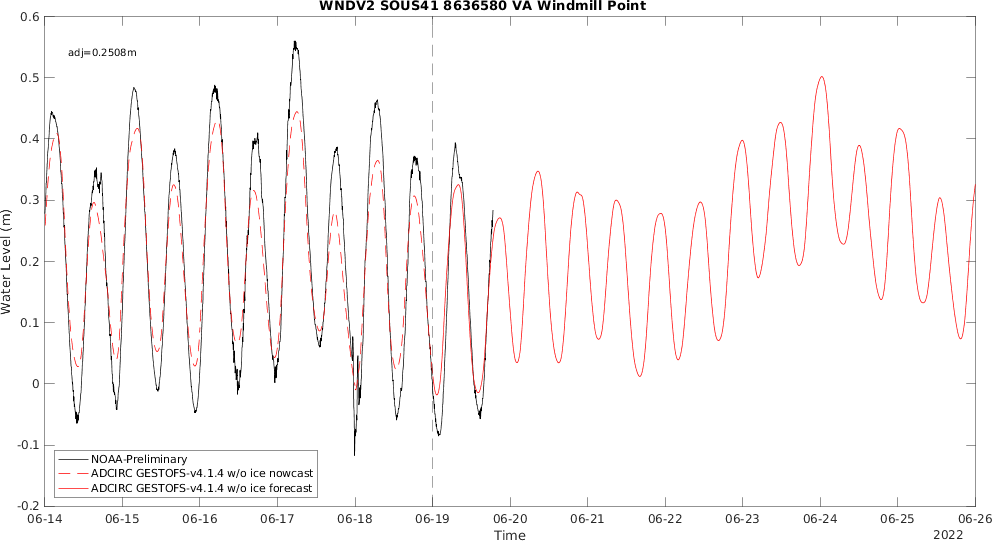 WNDV2 SOUS41 8636580 VA Windmill Point
adj=0.2508m
Water Level (m)
0.6
0.5
0.4
0.3
0.2
0.1
0
-0.1
-0.2
NOAA-Preliminary
ADCIRC GESTOFS-v4.1.4 w/o ice nowcast
ADCIRC GESTOFS-v4.1.4 w/o ice forecast
06-14 06-15 06-16 06-17 06-18 06-19 06-20 06-21 06-22 06-23 06-24 06-25 06-26
Time
2022